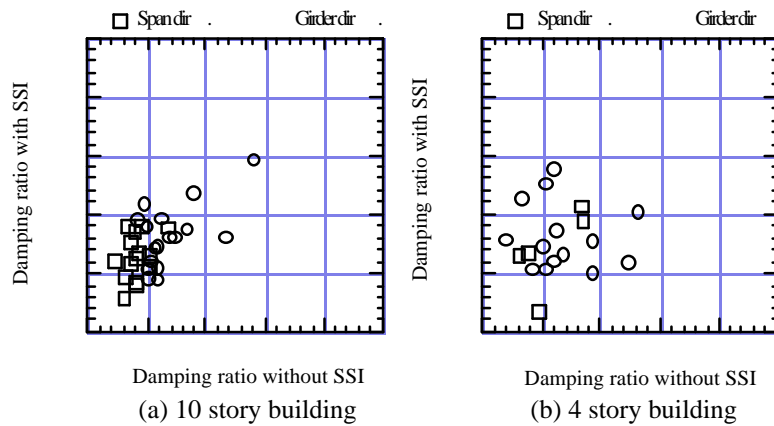 Span dir . Girder dir .
Damping ratio with SSI
Damping ratio without SSI
(a) 10 story building
Span dir . Girder dir .
Damping ratio with SSI
Damping ratio without SSI
(b) 4 story building